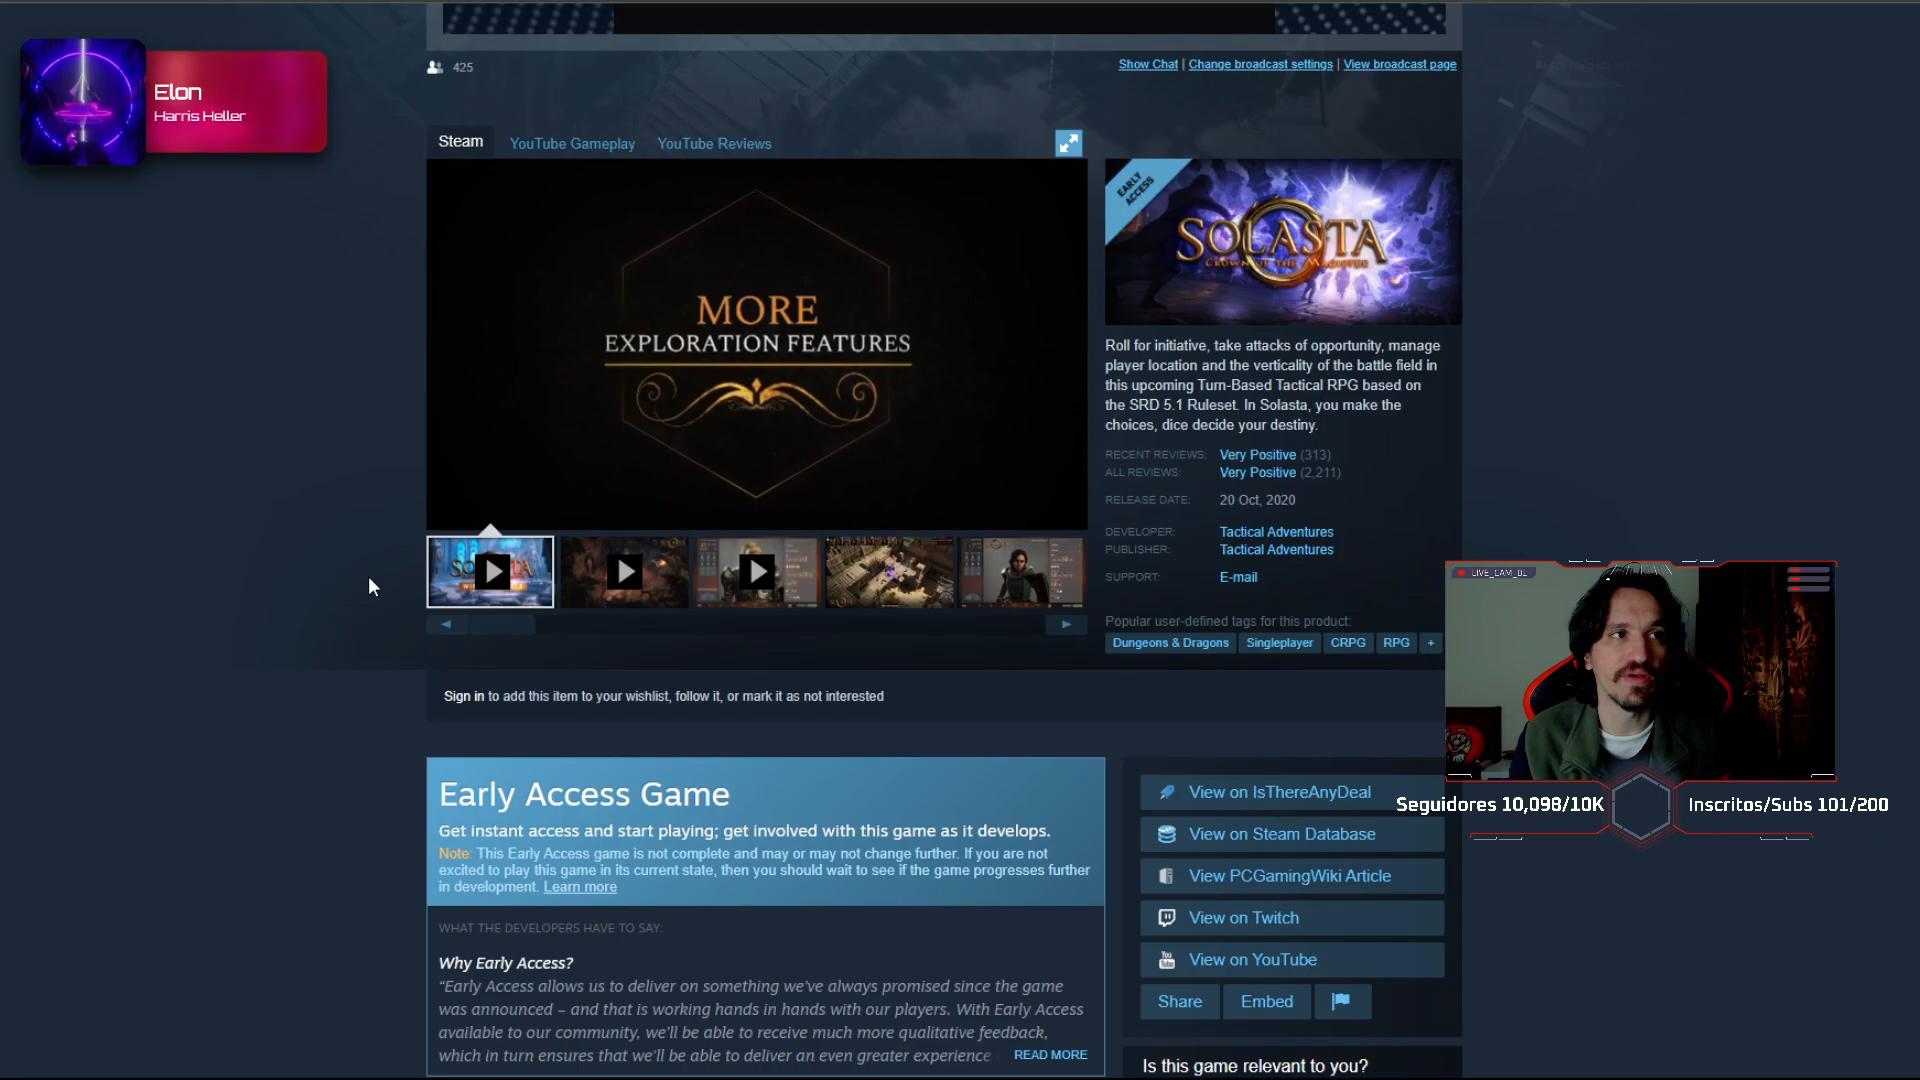 Elon
Harris Heller
425
Show Chat | Change broadcast settings | View broadcast page
Steam
YouTube Gameplay
YouTube Reviews
MORE
EXPLORATION FEATURES
EARLY
ACCESS
SOLASTA
CROWN OF THE MAGISTER
Roll for initiative, take attacks of opportunity, manage
player location and the verticality of the battle field in
this upcoming Turn-Based Tactical RPG based on
the SRD 5.1 Ruleset. In Solasta, you make the
choices, dice decide your destiny.
RECENT REVIEWS: Very Positive (313)
ALL REVIEWS: Very Positive (2,211)
RELEASE DATE: 20 Oct, 2020
DEVELOPER: Tactical Adventures
PUBLISHER: Tactical Adventures
SUPPORT: E-mail
Popular user-defined tags for this product:
Dungeons & Dragons Singleplayer CRPG RPG +
LIVE_CAM_01
Sign in to add this item to your wishlist, follow it, or mark it as not interested
Early Access Game
Get instant access and start playing; get involved with this game as it develops.
Note: This Early Access game is not complete and may or may not change further. If you are not
excited to play this game in its current state, then you should wait to see if the game progresses further
in development. Learn more
WHAT THE DEVELOPERS HAVE TO SAY:
Why Early Access?
“Early Access allows us to deliver on something we’ve always promised since the game
was announced – and that is working hands in hands with our players. With Early Access
available to our community, we’ll be able to receive much more qualitative feedback,
which in turn ensures that we’ll be able to deliver an even greater experience
READ MORE
View on IsThereAnyDeal
View on Steam Database
View PCGamingWiki Article
View on Twitch
View on YouTube
Share
Embed
Is this game relevant to you?
Seguidores 10,098/10K
Inscritos/Subs 101/200